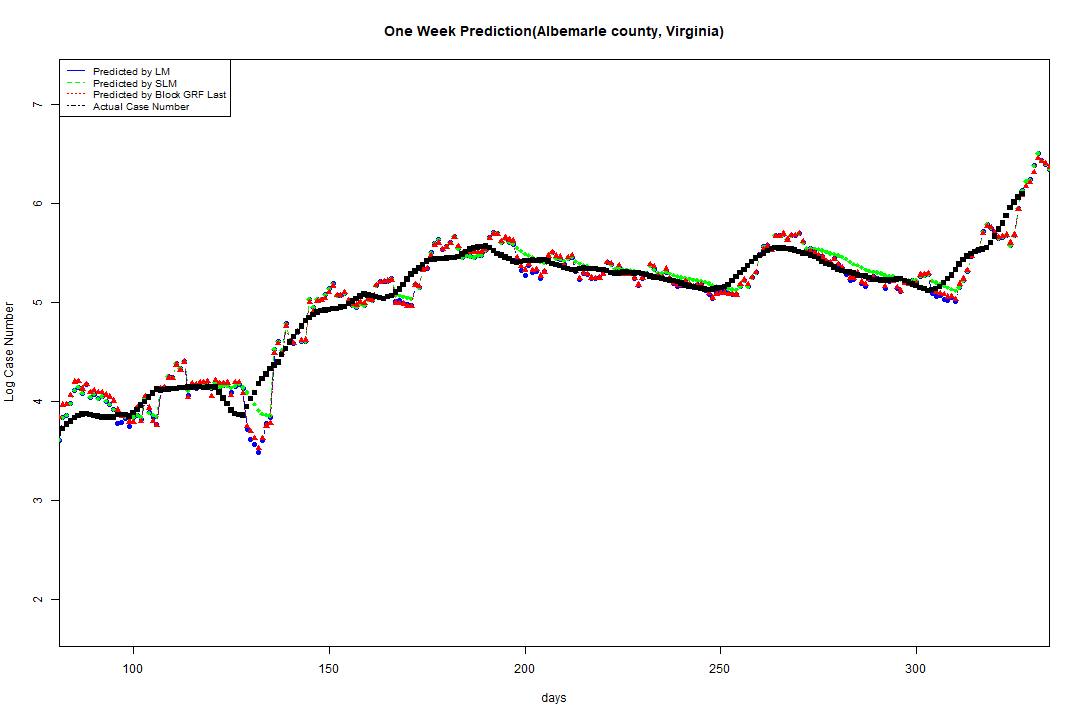 One Week Prediction(Albemarle county, Virginia)
Predicted by LM
Predicted by SLM
Predicted by Block GRF Last
Actual Case Number
7
6
5
4
3
2
Log Case Number
100 150 200 250 300
days